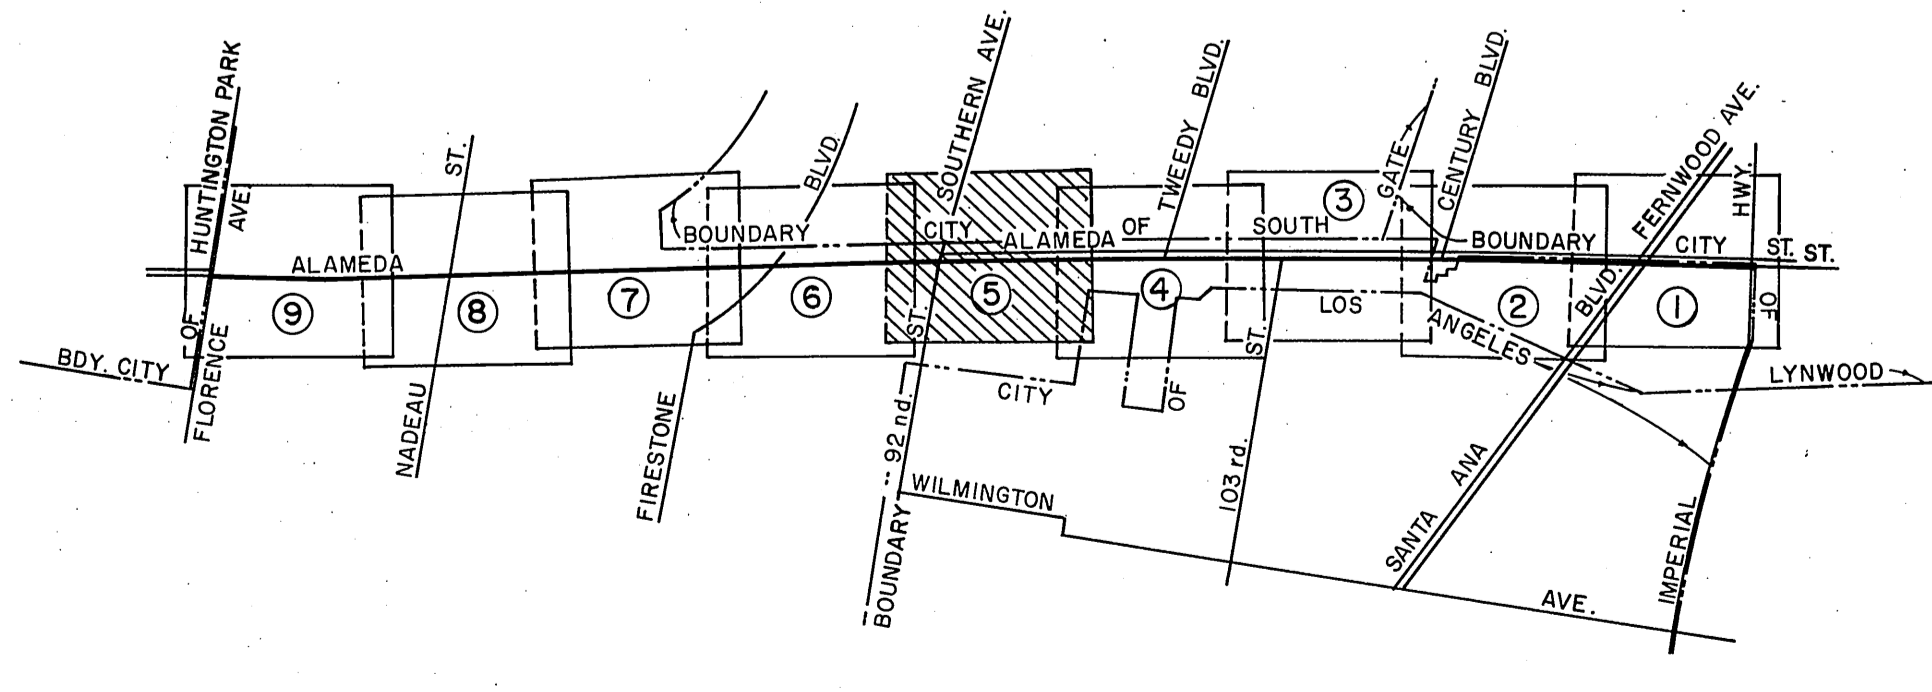 HUNTINGTON PARK
AVE.
OF
FLORENCE
BDY. CITY
ALAMEDA
9
NADEAU
ST.
8
7
FIRESTONE
BLVD.
BOUNDARY
6
SOUTHERN AVE.
CITY
ALAMEDA
OF
SOUTH
GATE
5
ST.
92 nd.
BOUNDARY
CITY
OF
LOS
ANGELES
WILMINGTON
AVE.
TWEEDY BLVD.
4
3
103 rd.
ST.
CENTURY BLVD.
BOUNDARY
CITY
OF
LYNWOOD
ST. ST.
2
1
FERNWOOD AVE.
SANTA ANA
BLVD.
IMPERIAL
HWY.